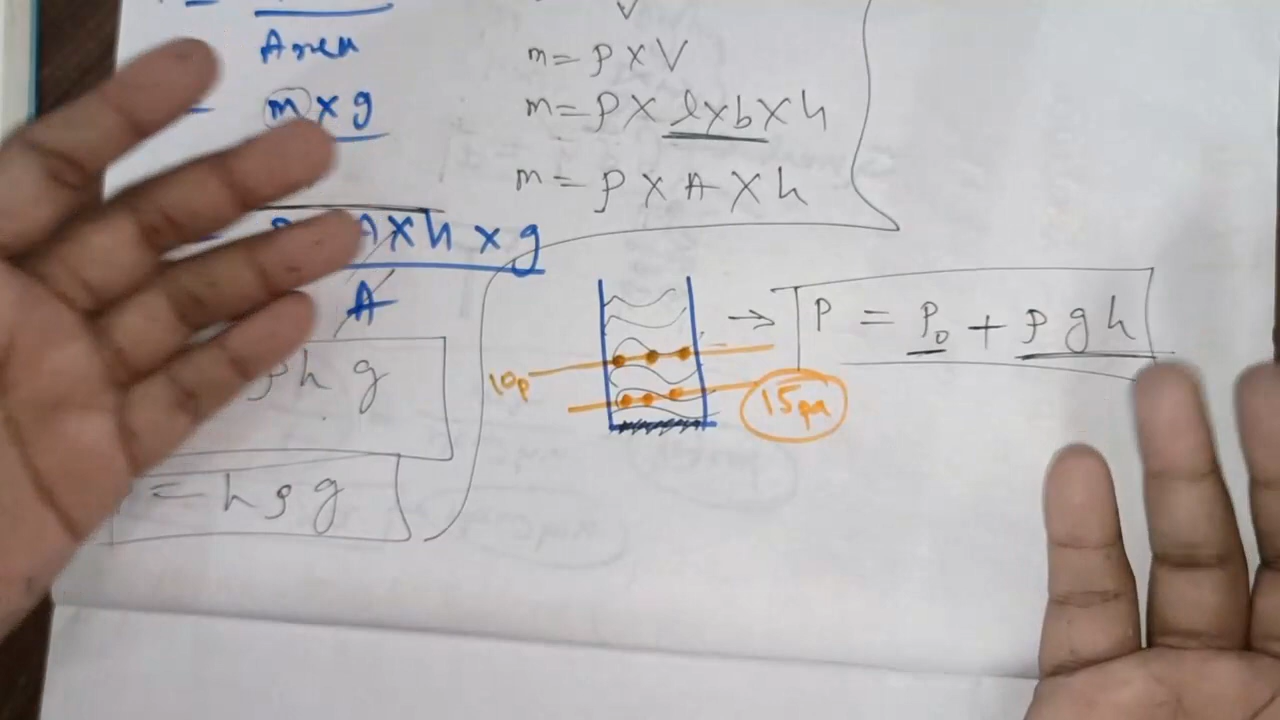 Area
m × g
× h × g
A
ρ h g
= h ρ g
m = ρ × V
m = ρ × l × b × h
m = ρ × A × h
→ P = P₀ + ρ g h
10p
15pa